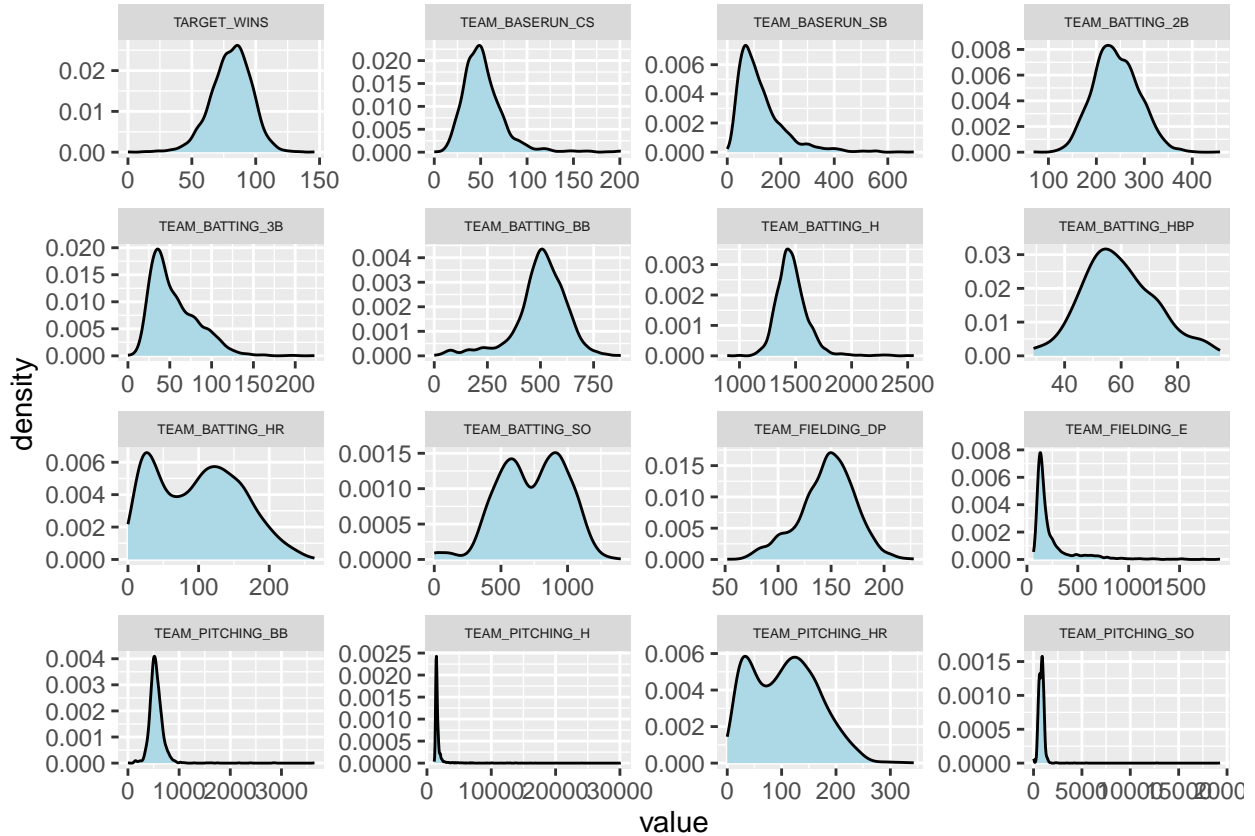 TARGET_WINS TEAM_BASERUN_CS TEAM_BASERUN_SB TEAM_BATTING_2B
0.02 0.020 0.006 0.008
0.015 0.006
0.01 0.010 0.004 0.004
0.005 0.002 0.002
0.00 0.000 0.000 0.000
0 50 100 150 0 50 100 150 200 0 200 400 600 100 200 300 400
TEAM_BATTING_3B TEAM_BATTING_BB TEAM_BATTING_H TEAM_BATTING_HBP
0.020 0.004 0.003 0.03
0.015 0.003
0.010 0.002 0.002 0.02
0.005 0.001 0.001 0.01
0.000 0.000 0.000 0.00
0 50 100 150 200 0 250 500 750 1000 1500 2000 2500 40 60 80
density
TEAM_BATTING_HR TEAM_BATTING_SO TEAM_FIELDING_DP TEAM_FIELDING_E
0.006 0.0015 0.015 0.008
0.004 0.0010 0.010 0.006
0.004
0.002 0.0005 0.005 0.002
0.000 0.0000 0.000 0.000
0 100 200 0 500 1000 50 100 150 200 0 500 1000 1500
TEAM_PITCHING_BB TEAM_PITCHING_H TEAM_PITCHING_HR TEAM_PITCHING_SO
0.004 0.0025 0.006 0.0015
0.003 0.0020
0.0015 0.004 0.0010
0.002 0.0010
0.001 0.0005 0.002 0.0005
0.000 0.0000 0.000 0.0000
0 1000 2000 3000 0 10000 20000 30000 0 100 200 300 0 5000 10000 15000 20000
value